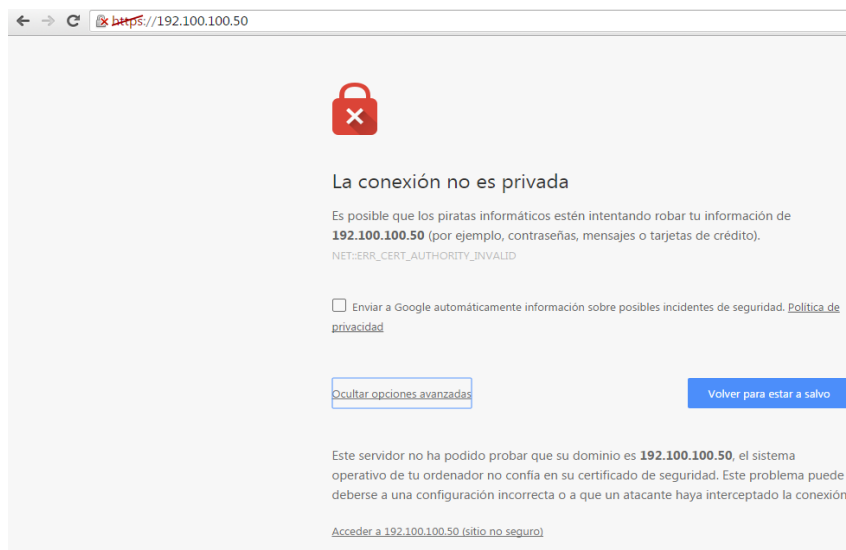 https://192.100.100.50
La conexión no es privada
Es posible que los piratas informáticos estén intentando robar tu información de
192.100.100.50 (por ejemplo, contraseñas, mensajes o tarjetas de crédito).
NET::ERR_CERT_AUTHORITY_INVALID
Enviar a Google automáticamente información sobre posibles incidentes de seguridad. Política de
privacidad
Ocultar opciones avanzadas
Volver para estar a salvo
Este servidor no ha podido probar que su dominio es 192.100.100.50, el sistema
operativo de tu ordenador no confía en su certificado de seguridad. Este problema puede
deberse a una configuración incorrecta o a que un atacante haya interceptado la conexión
Acceder a 192.100.100.50 (sitio no seguro)